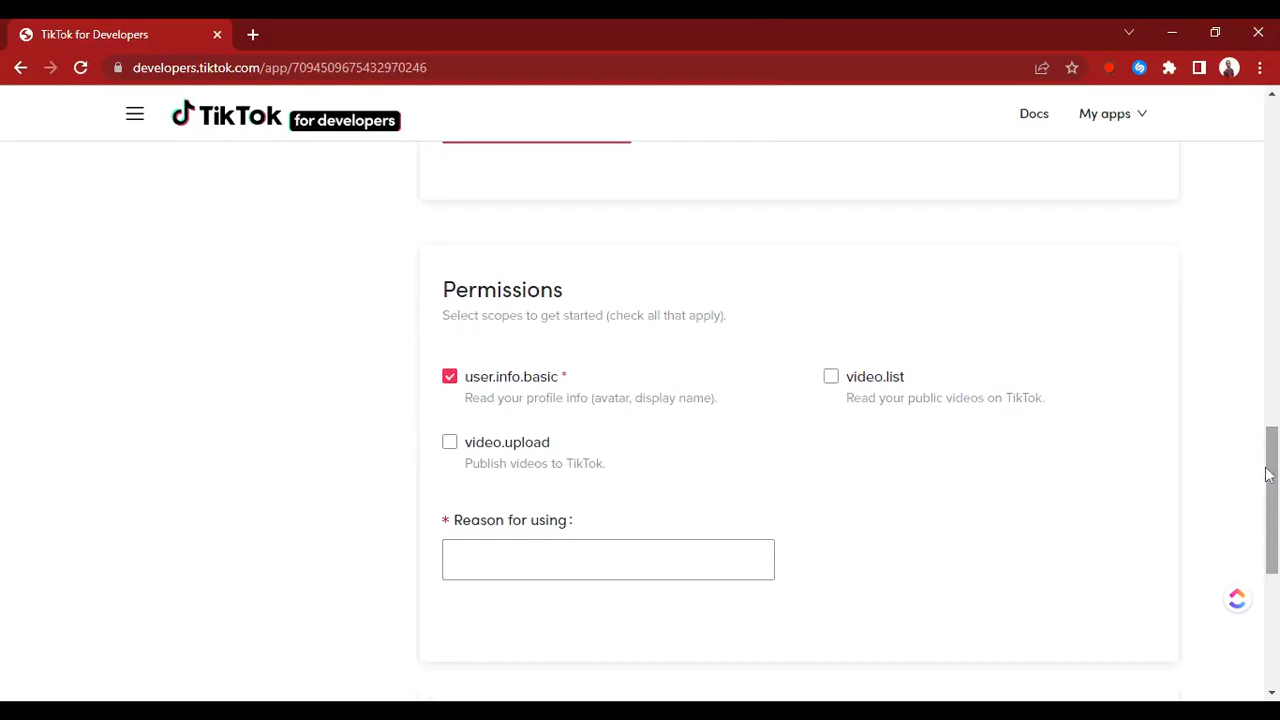 TikTok for Developers
developers.tiktok.com/app/7094509675432970246
TikTok for developers
Docs
My apps
Permissions
Select scopes to get started (check all that apply).
user.info.basic *
Read your profile info (avatar, display name).
video.list
Read your public videos on TikTok.
video.upload
Publish videos to TikTok.
* Reason for using: